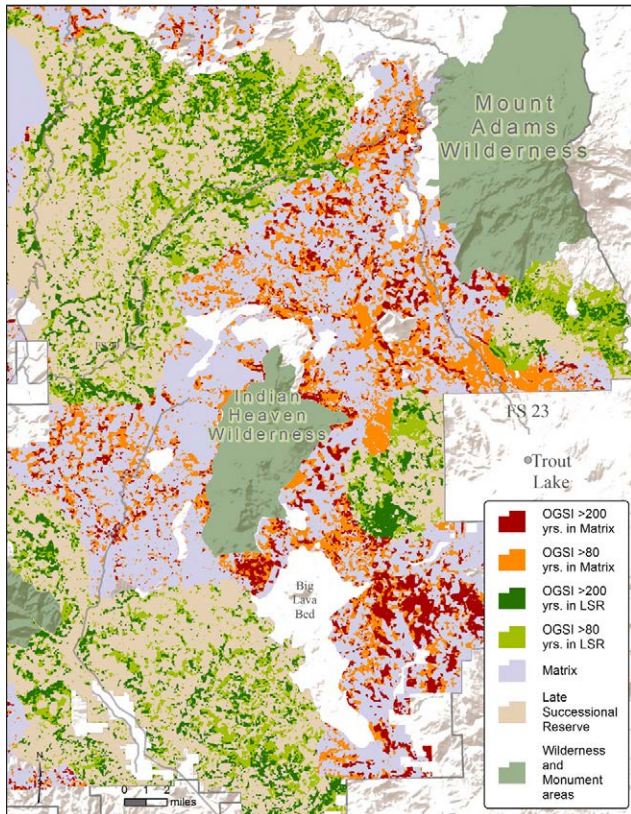 Mount
Adams
Wilderness
Indian
Heaven
Wilderness
FS 23
Trout
Lake
Big
Lava
Bed
OGSI >200
yrs. in Matrix
OGSI >80
yrs. in Matrix
OGSI >200
yrs. in LSR
OGSI >80
yrs. in LSR
Matrix
Late
Successional
Reserve
Wilderness
and
Monument
areas
N
0 1 2
miles